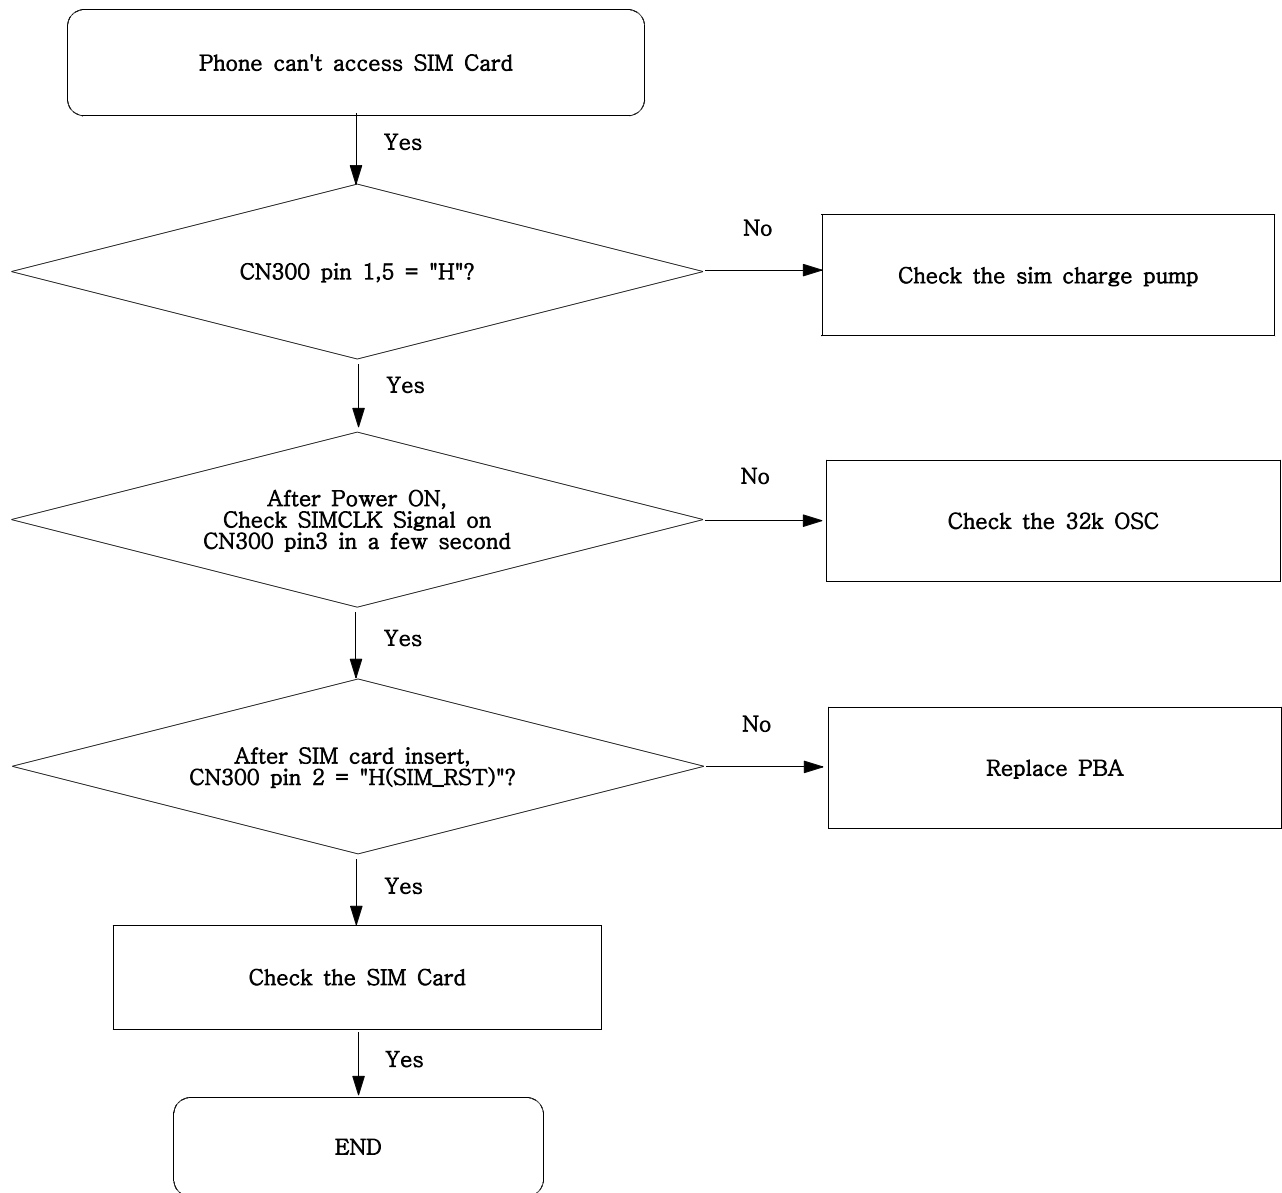 Phone can't access SIM Card
Yes
CN300 pin 1,5 = "H"?
No
Check the sim charge pump
Yes
After Power ON,
Check SIMCLK Signal on
CN300 pin3 in a few second
No
Check the 32k OSC
Yes
After SIM card insert,
CN300 pin 2 = "H(SIM_RST)"?
No
Replace PBA
Yes
Check the SIM Card
Yes
END